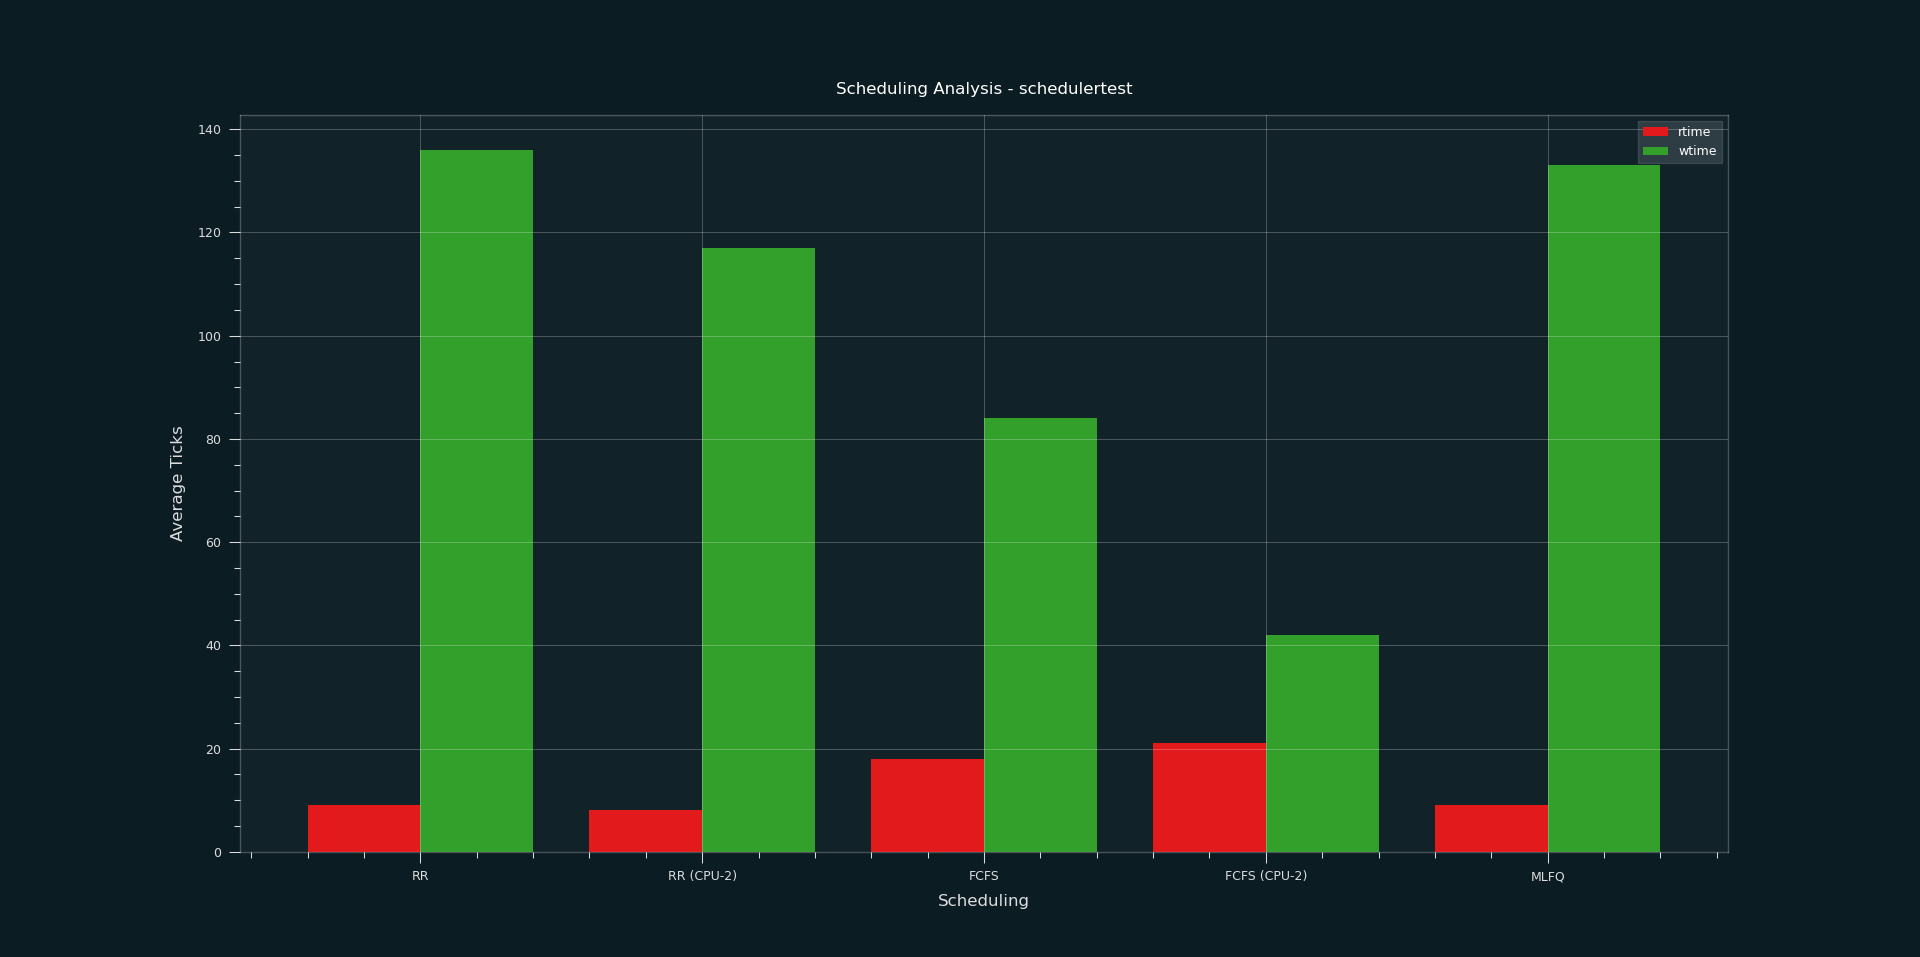 Scheduling Analysis - schedulertest
rtime
wtime
140
120
100
80
60
40
20
0
Average Ticks
RR
RR (CPU-2)
FCFS
FCFS (CPU-2)
MLFQ
Scheduling